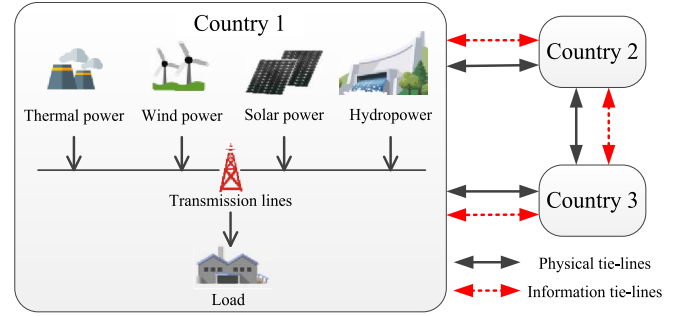 Country 1
Thermal power
Wind power
Solar power
Hydropower
Transmission lines
Load
Country 2
Country 3
Physical tie-lines
Information tie-lines